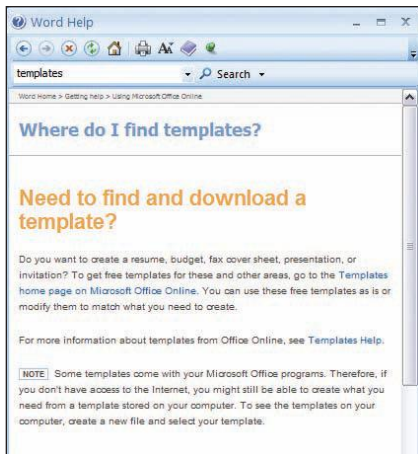 Word Help
templates
Search
Word Home > Getting help > Using Microsoft Office Online
Where do I find templates?
Need to find and download a
template?
Do you want to create a resume, budget, fax cover sheet, presentation, or
invitation? To get free templates for these and other areas, go to the Templates
home page on Microsoft Office Online. You can use these free templates as is or
modify them to match what you need to create.
For more information about templates from Office Online, see Templates Help.
NOTE Some templates come with your Microsoft Office programs. Therefore, if
you don't have access to the Internet, you might still be able to create what you
need from a template stored on your computer. To see the templates on your
computer, create a new file and select your template.